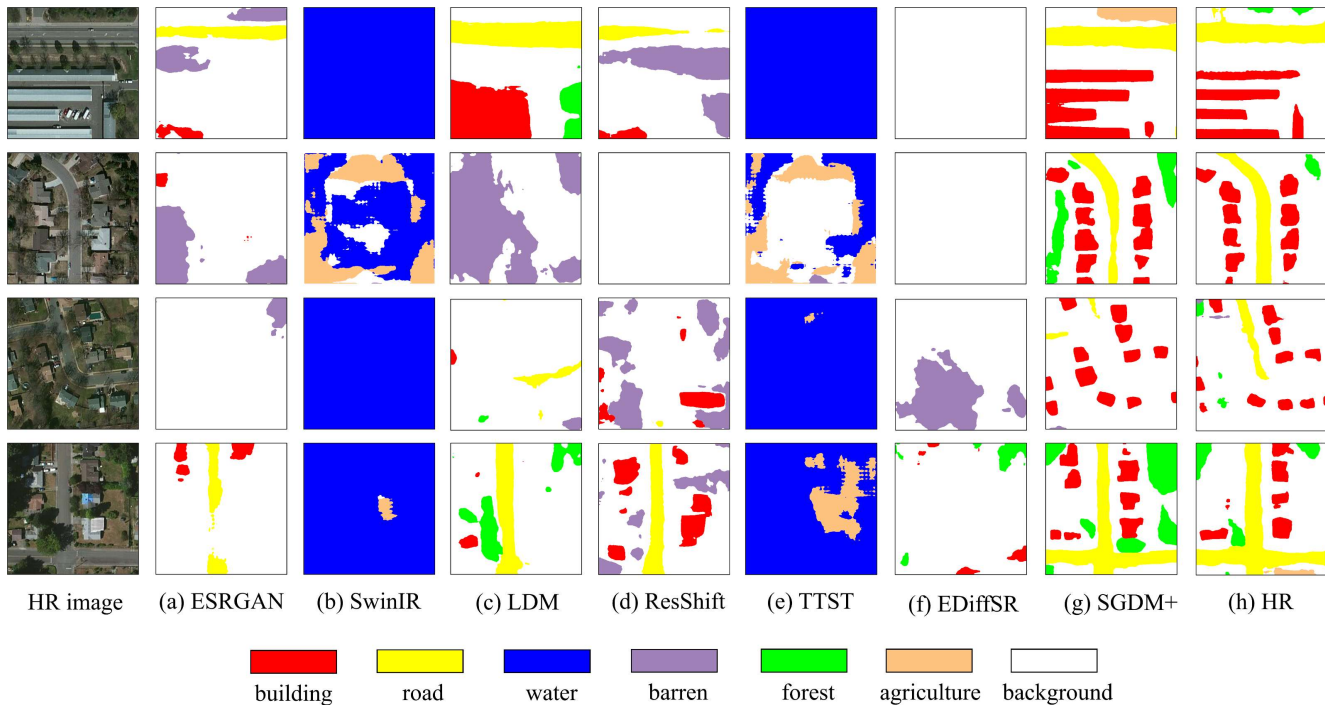 HR image (a) ESRGAN (b) SwinIR (c) LDM (d) ResShift (e) TTST (f) EDiffSR (g) SGDM+ (h) HR
building road water barren forest agriculture background